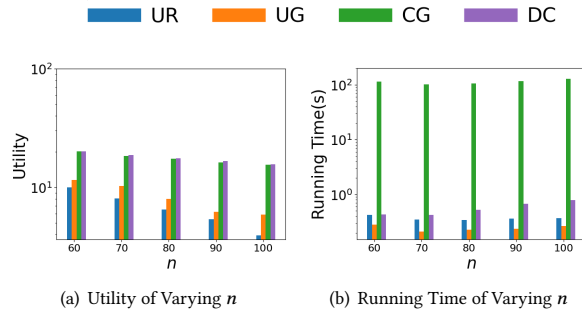 UR UG CG DC
10²
10¹
Utility
60 70 80 90 100
n
(a) Utility of Varying n
10²
10¹
10⁰
Running Time(s)
60 70 80 90 100
n
(b) Running Time of Varying n